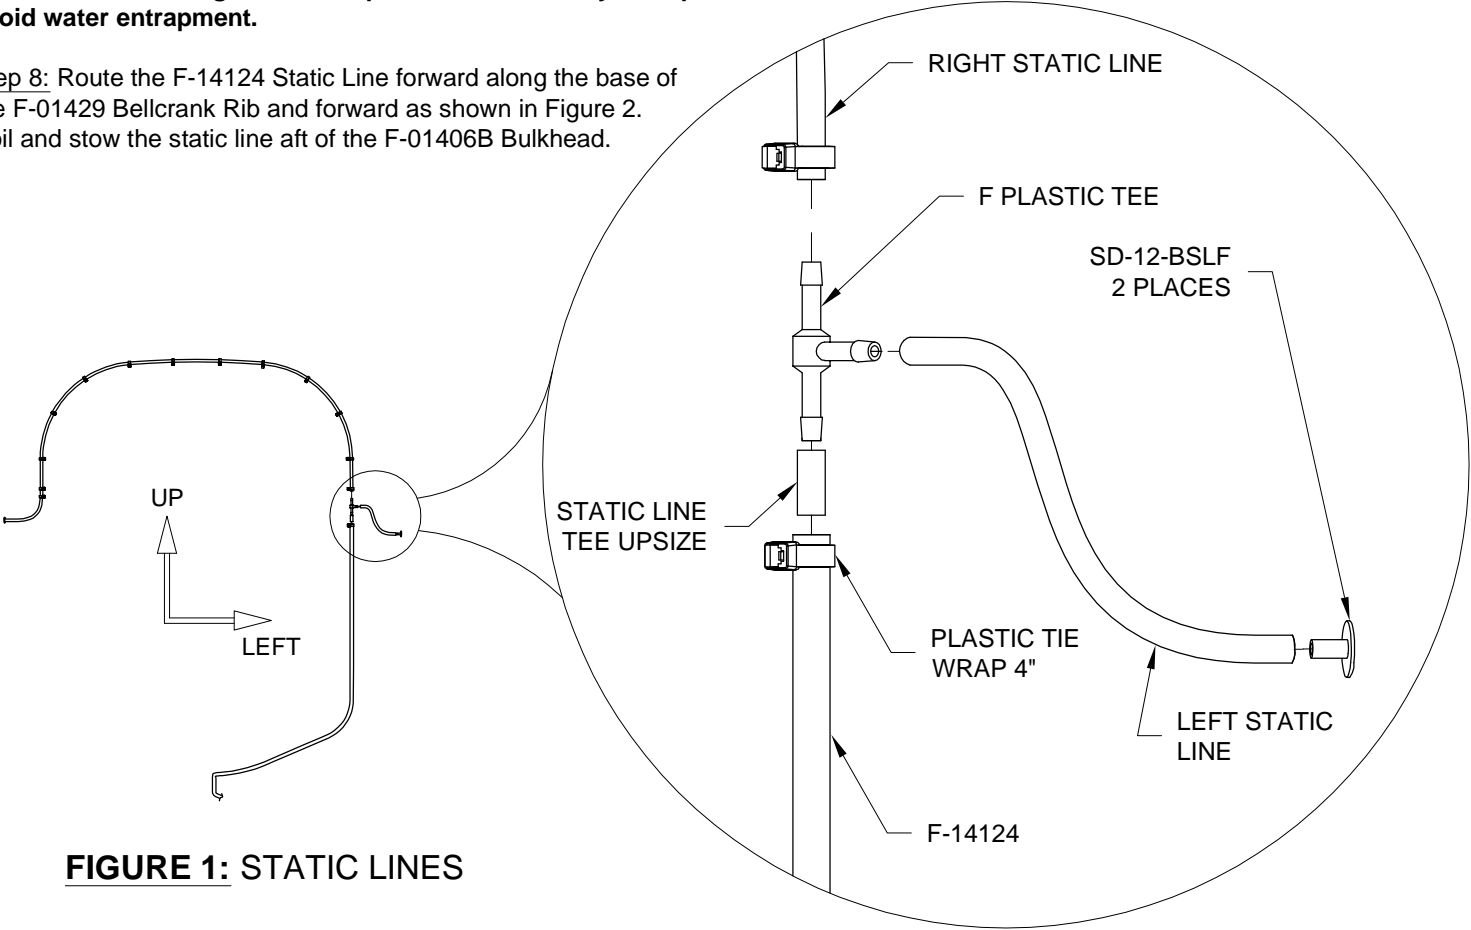 oid water entrapment.
ep 8: Route the F-14124 Static Line forward along the base of
e F-01429 Bellcrank Rib and forward as shown in Figure 2.
oil and stow the static line aft of the F-01406B Bulkhead.
RIGHT STATIC LINE
F PLASTIC TEE
SD-12-BSLF
2 PLACES
STATIC LINE
TEE UPSIZE
UP
LEFT
PLASTIC TIE
WRAP 4"
LEFT STATIC
LINE
F-14124
FIGURE 1: STATIC LINES